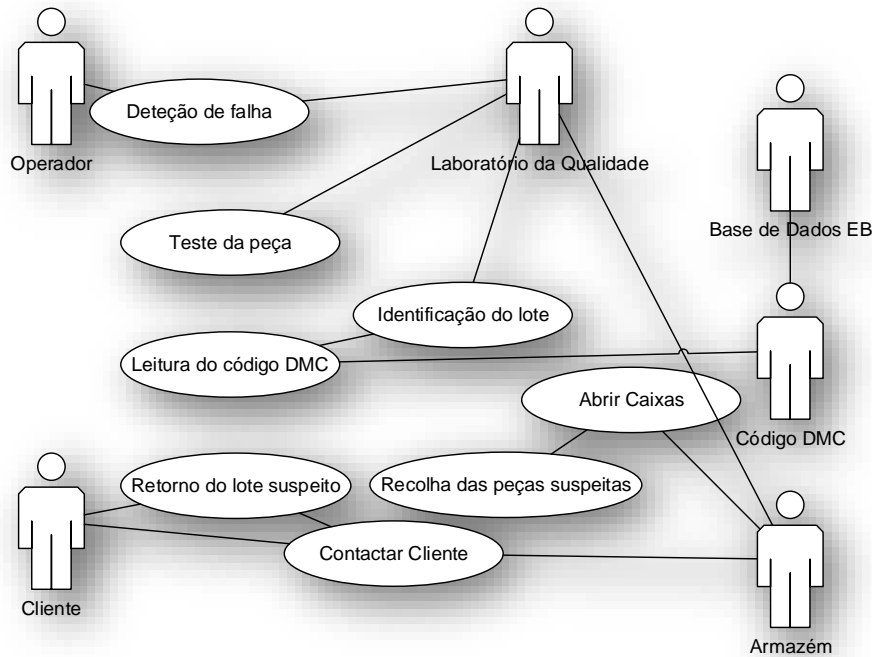 Deteção de falha
Operador
Laboratório da Qualidade
Teste da peça
Base de Dados EB
Identificação do lote
Leitura do código DMC
Abrir Caixas
Código DMC
Retorno do lote suspeito
Recolha das peças suspeitas
Contactar Cliente
Cliente
Armazém